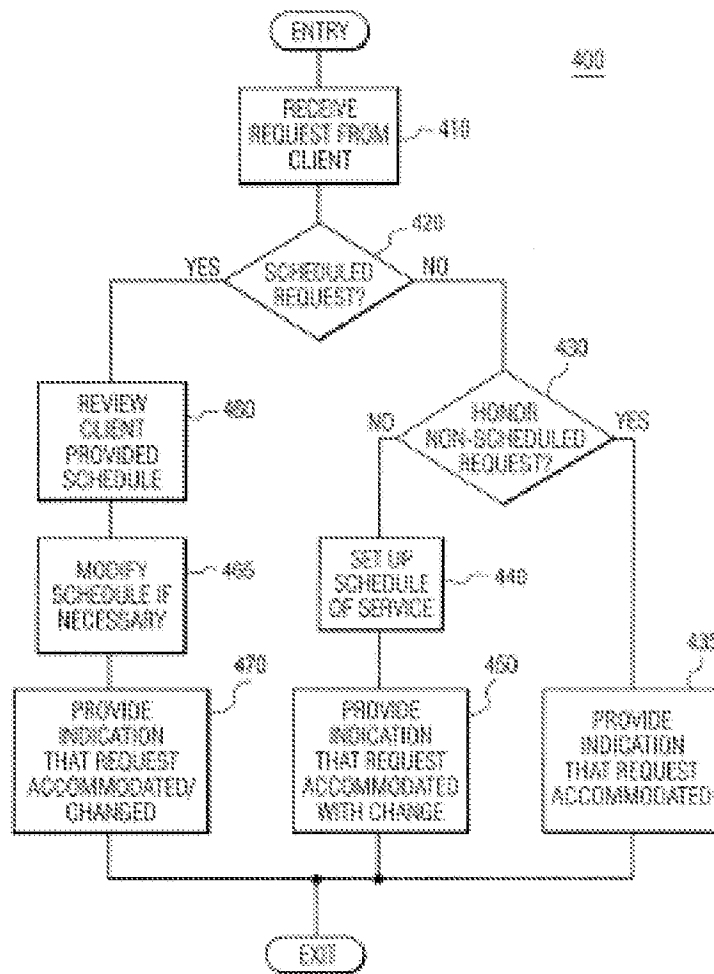 ENTRY
400
RECEIVE
REQUEST FROM
CLIENT
410
420
YES
SCHEDULED
REQUEST?
NO
430
REVIEW
CLIENT
PROVIDED
SCHEDULE
460
NO
HONOR
NON-SCHEDULED
REQUEST?
YES
MODIFY
SCHEDULE IF
NECESSARY
465
SET UP
SCHEDULE
OF SERVICE
440
470
450
435
PROVIDE
INDICATION
THAT REQUEST
ACCOMMODATED/
CHANGED
PROVIDE
INDICATION
THAT REQUEST
ACCOMMODATED
WITH CHANGE
PROVIDE
INDICATION
THAT REQUEST
ACCOMMODATED
EXIT